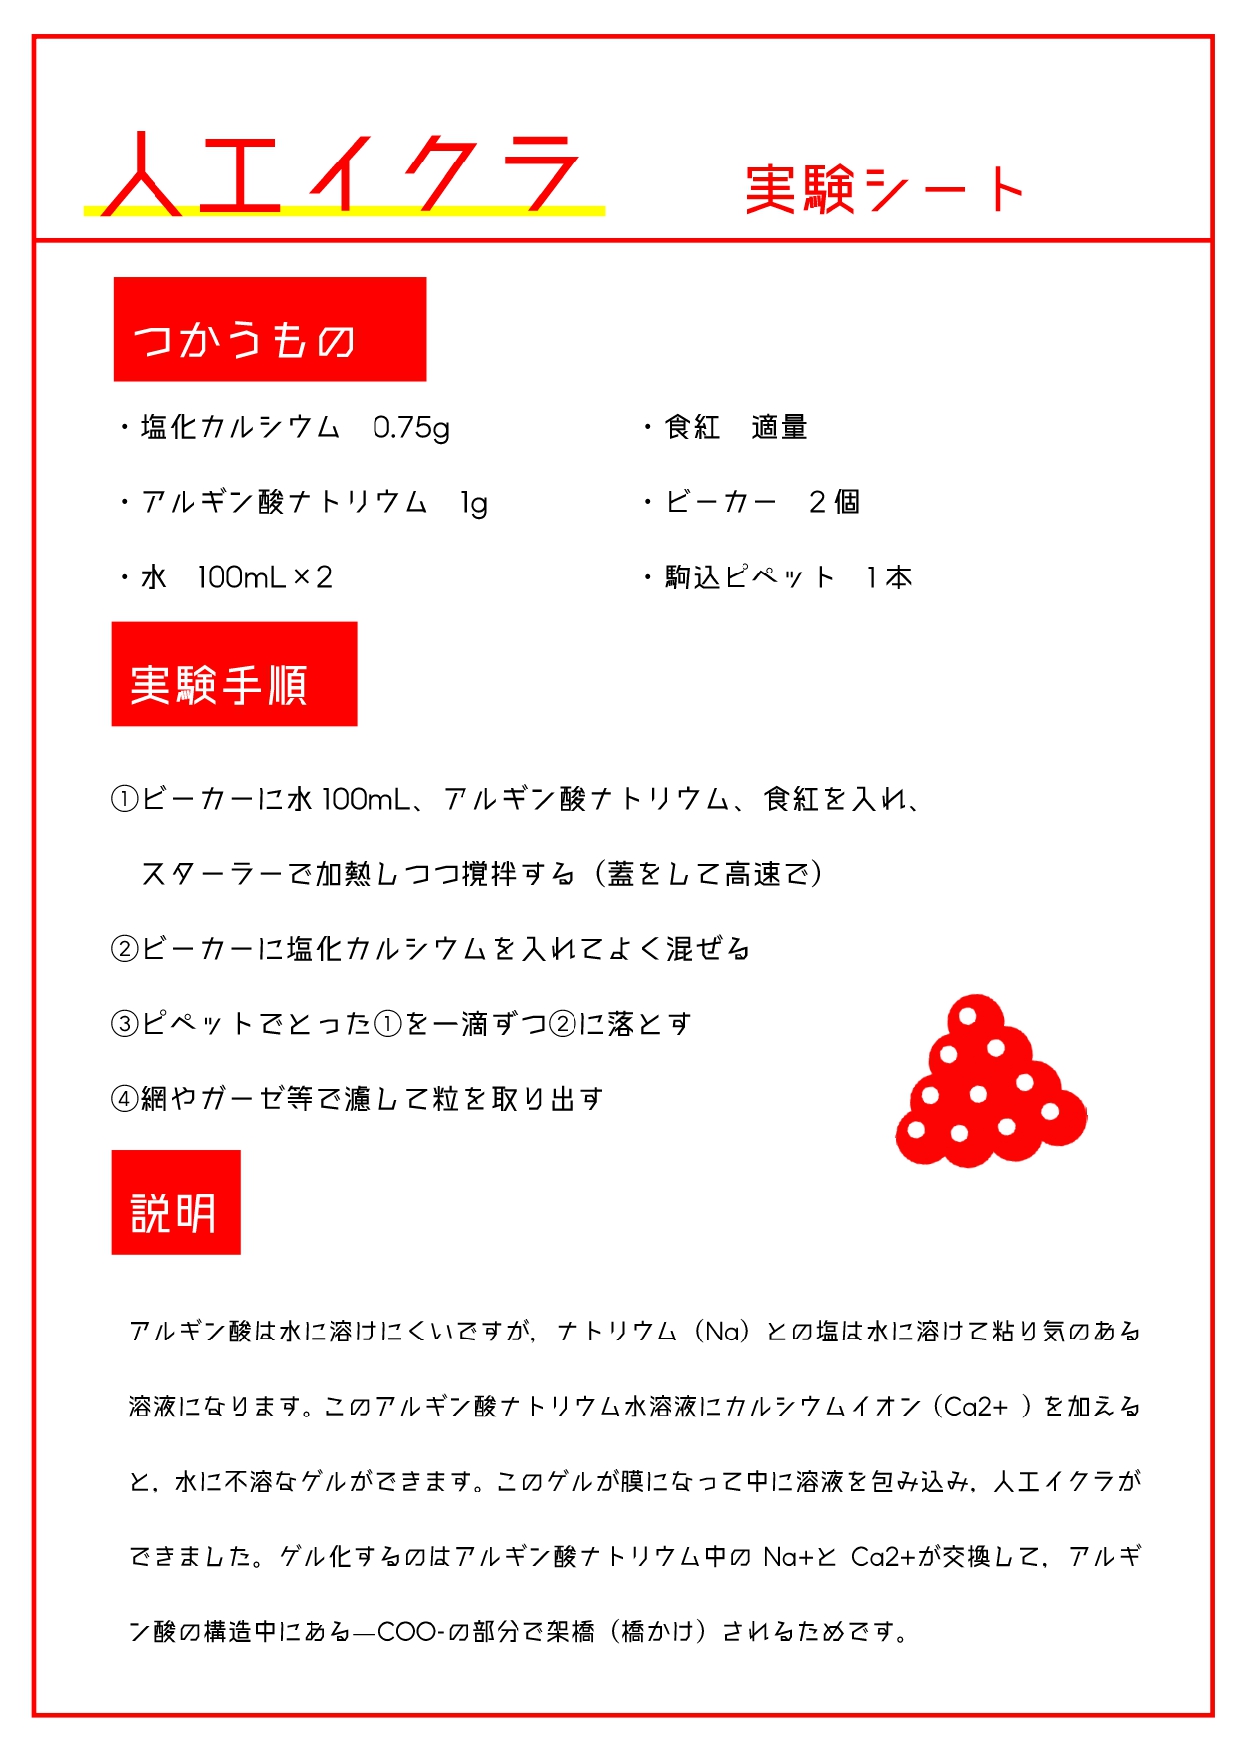 人工イクラ　実験シート
つかうもの
・塩化カルシウム　0.75g
・アルギン酸ナトリウム　1g
・水　100mL×2
・食紅　適量
・ビーカー　２個
・駒込ピペット　１本
実験手順
①ビーカーに水100mL、アルギン酸ナトリウム、食紅を入れ、
スターラーで加熱しつつ撹拌する（蓋をして高速で）
②ビーカーに塩化カルシウムを入れてよく混ぜる
③ピペットでとった①を一滴ずつ②に落とす
④網やガーゼ等で濾して粒を取り出す
説明
アルギン酸は水に溶けにくいですが，ナトリウム（Na）との塩は水に溶けて粘り気のある
溶液になります。このアルギン酸ナトリウム水溶液にカルシウムイオン（Ca2+ ）を加える
と，水に不溶なゲルができます。このゲルが膜になって中に溶液を包み込み，人工イクラが
できました。ゲル化するのはアルギン酸ナトリウム中の Na+と Ca2+が交換して，アルギ
ン酸の構造中にある―COO-の部分で架橋（橋かけ）されるためです。